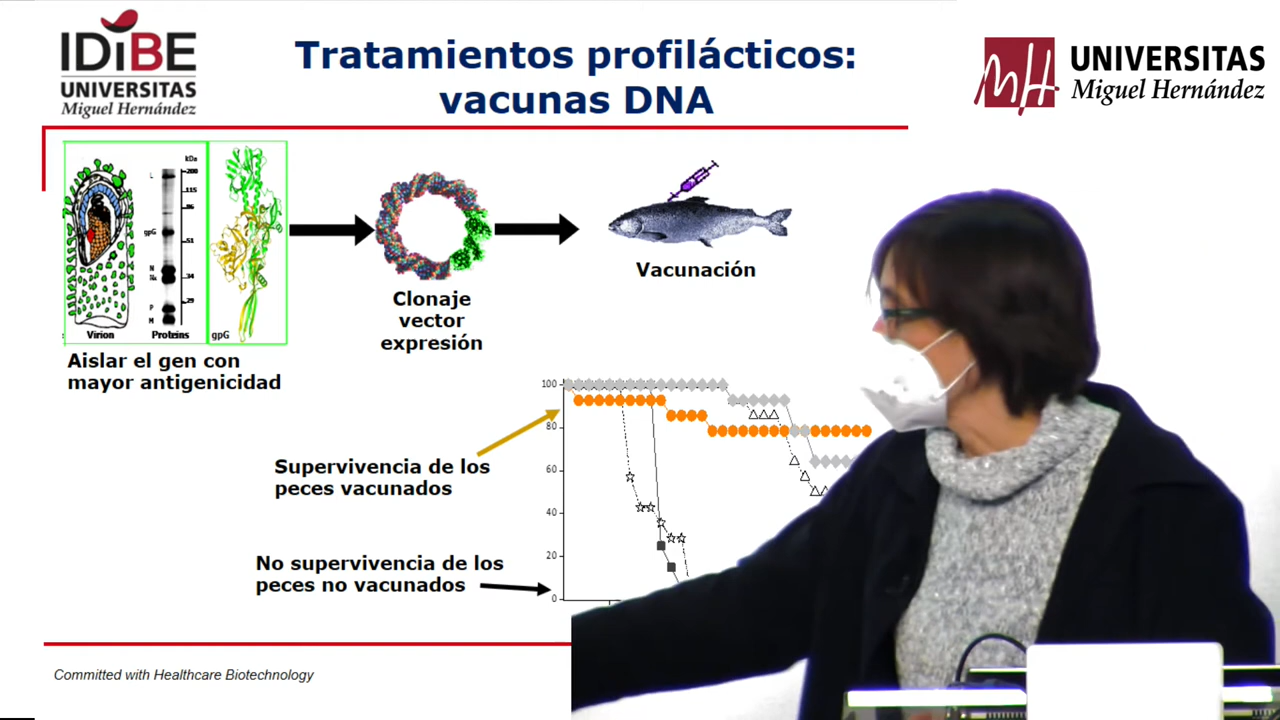 IDiBE
UNIVERSITAS
Miguel Hernández
Tratamientos profilácticos:
vacunas DNA
UNIVERSITAS
Miguel Hernández
kDa
200
115
96
51
34
29
L
gpG
N
P
M
Virion
Proteins
gpG
Aislar el gen con
mayor antigenicidad
Clonaje
vector
expresión
Vacunación
100
80
60
40
20
0
Supervivencia de los
peces vacunados
No supervivencia de los
peces no vacunados
Committed with Healthcare Biotechnology